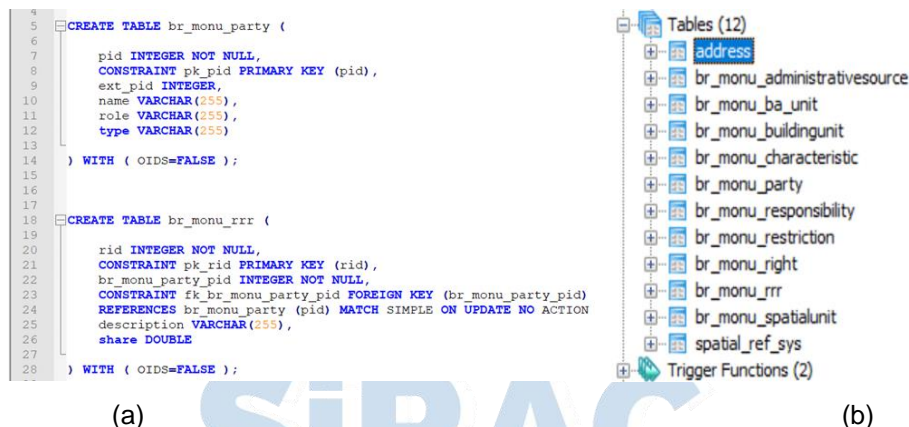 4
5 CREATE TABLE br_monu_party (
6
7 pid INTEGER NOT NULL,
8 CONSTRAINT pk_pid PRIMARY KEY (pid),
9 ext_pid INTEGER,
10 name VARCHAR(255),
11 role VARCHAR(255),
12 type VARCHAR(255)
13
14 ) WITH ( OIDS=FALSE );
15
16
17
18 CREATE TABLE br_monu_rrr (
19
20 rid INTEGER NOT NULL,
21 CONSTRAINT pk_rid PRIMARY KEY (rid),
22 br_monu_party_pid INTEGER NOT NULL,
23 CONSTRAINT fk_br_monu_party_pid FOREIGN KEY (br_monu_party_pid)
24 REFERENCES br_monu_party (pid) MATCH SIMPLE ON UPDATE NO ACTION
25 description VARCHAR(255),
26 share DOUBLE
27
28 ) WITH ( OIDS=FALSE );
Tables (12)
address
br_monu_administrativesource
br_monu_ba_unit
br_monu_buildingunit
br_monu_characteristic
br_monu_party
br_monu_responsibility
br_monu_restriction
br_monu_right
br_monu_rrr
br_monu_spatialunit
spatial_ref_sys
Trigger Functions (2)
(a)
(b)